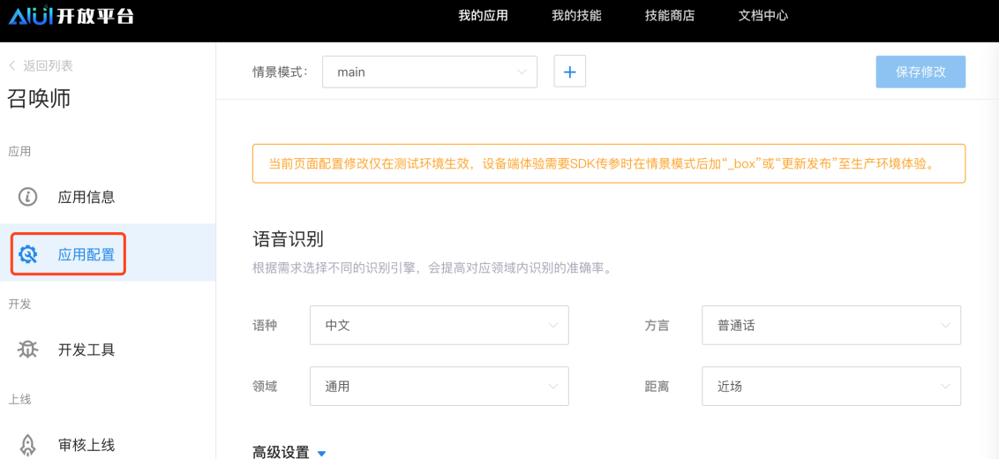 AIUI开放平台
我的应用 我的技能 技能商店 文档中心
返回列表
召唤师
应用
应用信息
应用配置
开发
开发工具
上线
审核上线
情景模式： main
保存修改
当前页面配置修改仅在测试环境生效，设备端体验需要SDK传参时在情景模式后加“_box”或“更新发布”至生产环境体验。
语音识别
根据需求选择不同的识别引擎，会提高对应领域内识别的准确率。
语种 中文 方言 普通话
领域 通用 距离 近场
高级设置